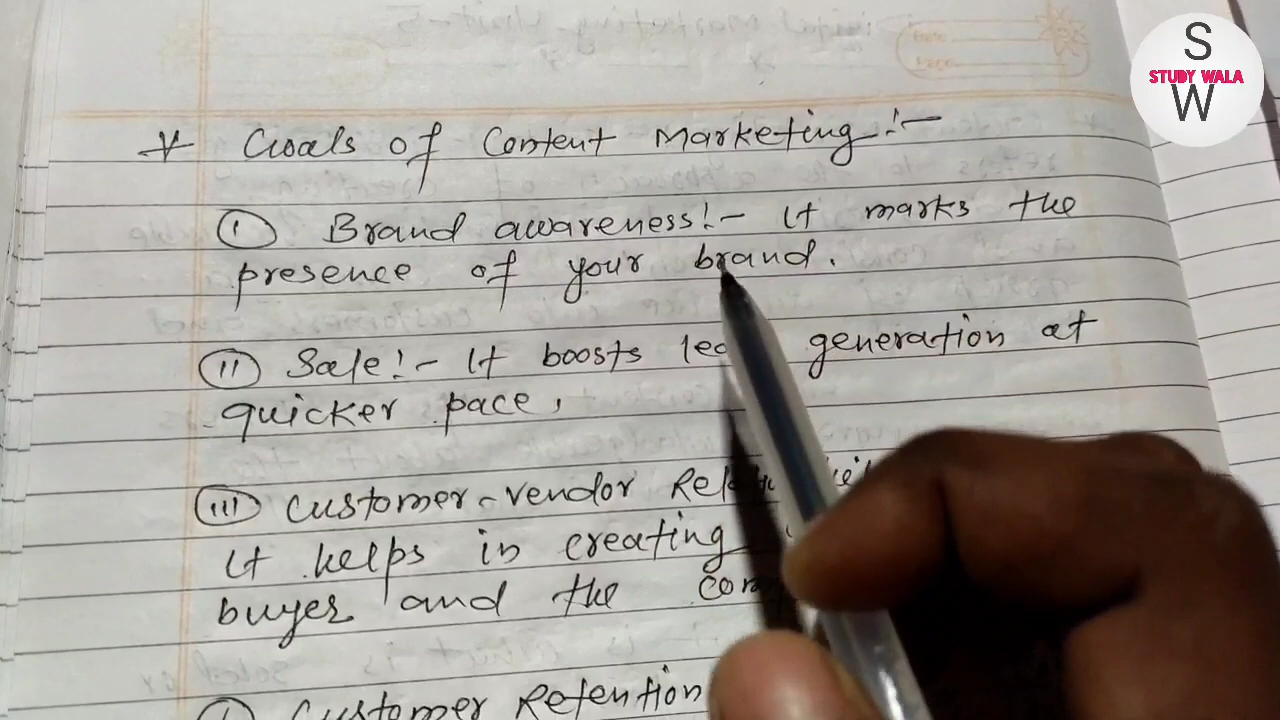 S
STUDY WALA
W
Goals of Content Marketing:-
(i) Brand awareness:- It marks the
presence of your brand.
(ii) Sale:- It boosts generation at
quicker pace,
(iii) Customer-vendor
It helps in creating
buyer and the
Customer Retention